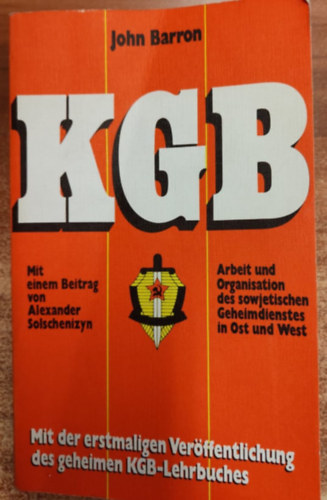 John Barron
KGB
Mit
einem Beitrag
von
Alexander
Solschenizyn
Arbeit und
Organisation
des sowjetischen
Geheimdienstes
in Ost und West
Mit der erstmaligen Veröffentlichung
des geheimen KGB-Lehrbuches